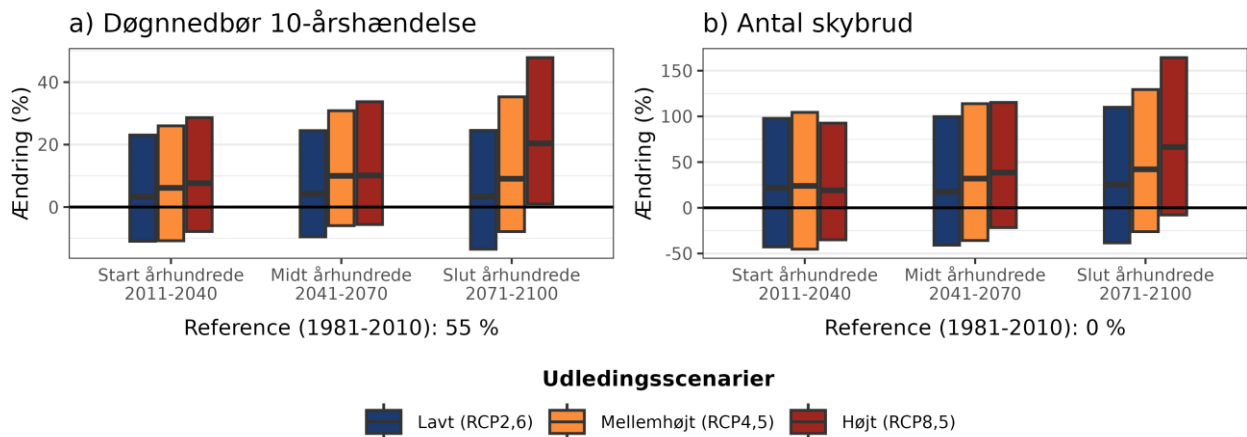 a) Døgnnedbør 10-årshændelse
Ændring (%)
40
20
0
Start århundrede
2011-2040
Midt århundrede
2041-2070
Slut århundrede
2071-2100
Reference (1981-2010): 55 %
b) Antal skybrud
Ændring (%)
150
100
50
0
-50
Start århundrede
2011-2040
Midt århundrede
2041-2070
Slut århundrede
2071-2100
Reference (1981-2010): 0 %
Udledingsscenarier
Lavt (RCP2,6)
Mellemhøjt (RCP4,5)
Højt (RCP8,5)